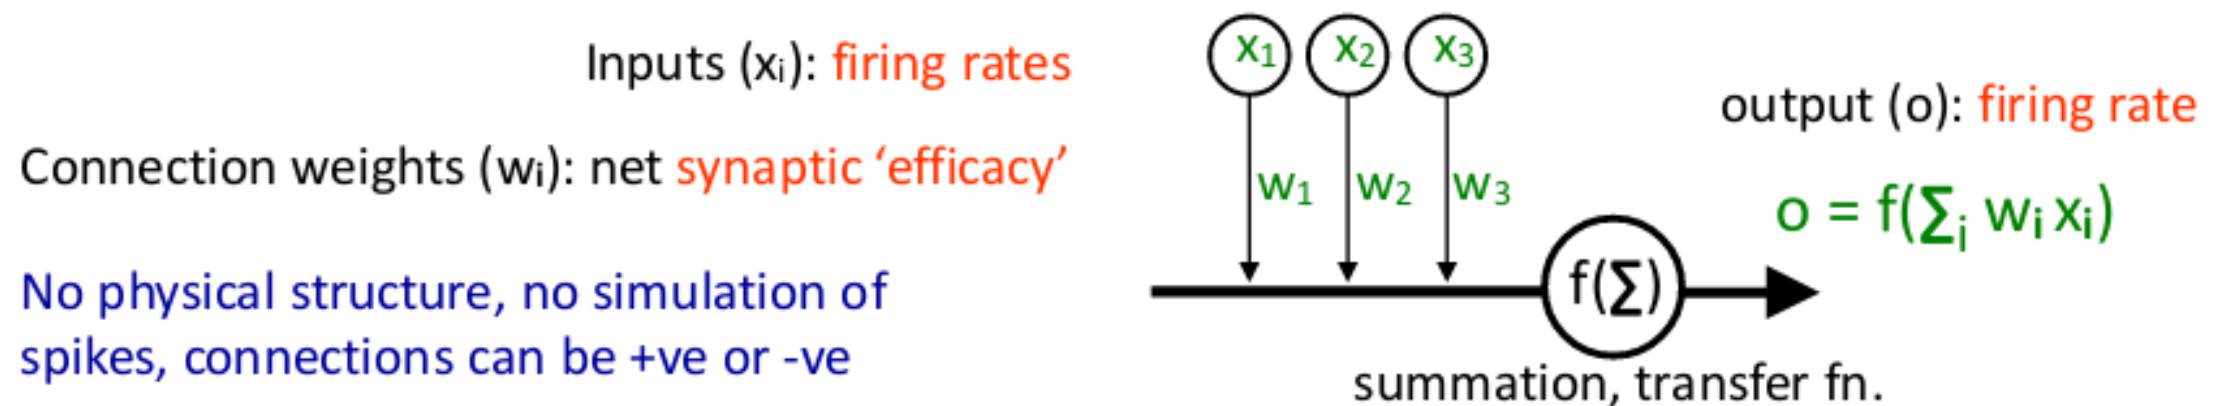 Inputs (xᵢ): firing rates
Connection weights (wᵢ): net synaptic ‘efficacy’
No physical structure, no simulation of
spikes, connections can be +ve or -ve
x₁ x₂ x₃
w₁ w₂ w₃
f(∑)
summation, transfer fn.
output (o): firing rate
o = f(∑ᵢ wᵢ xᵢ)